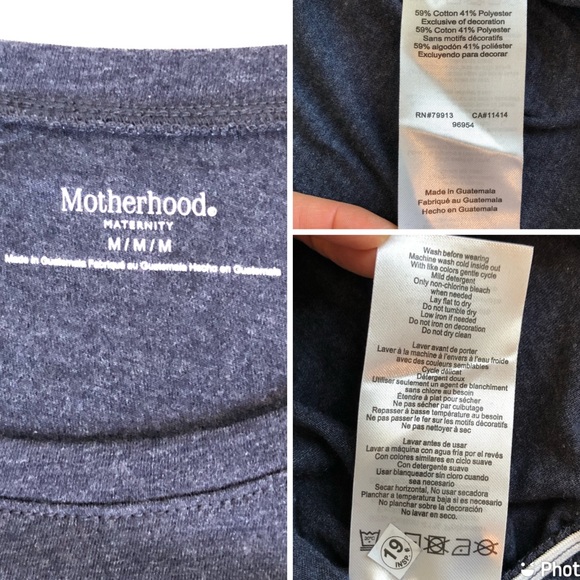 Motherhood.
MATERNITY
M/M/M
Made in Guatemala Fabriqué au Guatemala Hecho en Guatemala
59% Cotton 41% Polyester
Exclusive of decoration
59% Coton 41% Polyester
Sans motifs décoratifs
59% algodón 41% poliéster
Excluyendo para decorar
RN#79913 CA#11414
96954
Made in Guatemala
Fabriqué au Guatemala
Hecho en Guatemala
Wash before wearing
Machine wash cold inside out
With like colors gentle cycle
Mild detergent
Only non-chlorine bleach
when needed
Lay flat to dry
Do not tumble dry
Low iron if needed
Do not iron on decoration
Do not dry clean
Laver avant de porter
Laver à la machine à l'envers à l'eau froide
avec des couleurs semblables
Cycle délicat
Détergent doux
Utiliser seulement un agent de blanchiment
sans chlore au besoin
Étendre à plat pour sécher
Ne pas sécher par culbutage
Repasser à basse température au besoin
Ne pas passer le fer sur les motifs décoratifs
Ne pas nettoyer à sec
Lavar antes de usar
Lavar a máquina con agua fria por el revés
Con colores similares en ciclo suave
Con detergente suave
Usar blanqueador sin cloro cuando
sea necesario
Sacar horizontal, No usar secadora
Planchar a temperatura baja si es necesario
No planchar sobre la decoración
No lavar en seco.
30°C
19
INSP.
Phot